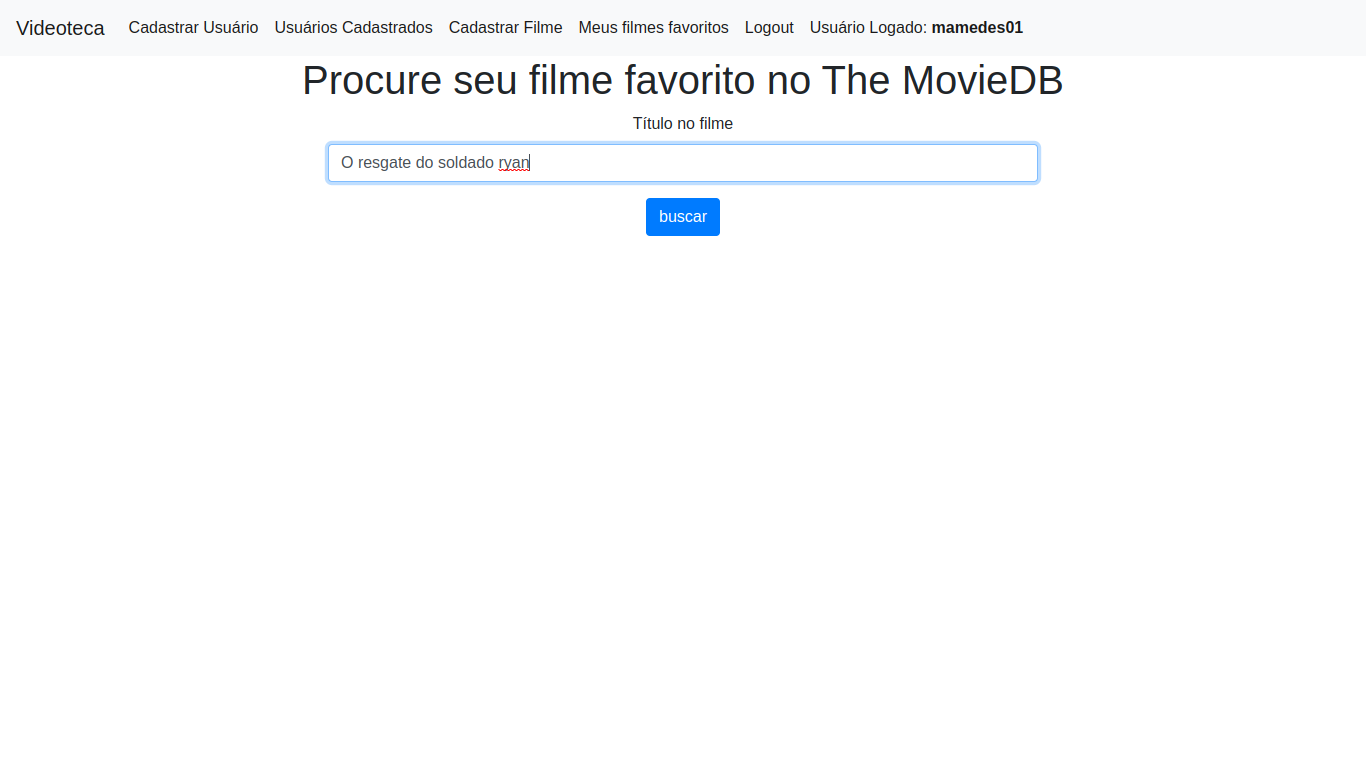 Videoteca Cadastrar Usuário Usuários Cadastrados Cadastrar Filme Meus filmes favoritos Logout Usuário Logado: mamedes01
Procure seu filme favorito no The MovieDB
Título no filme
O resgate do soldado ryan
buscar